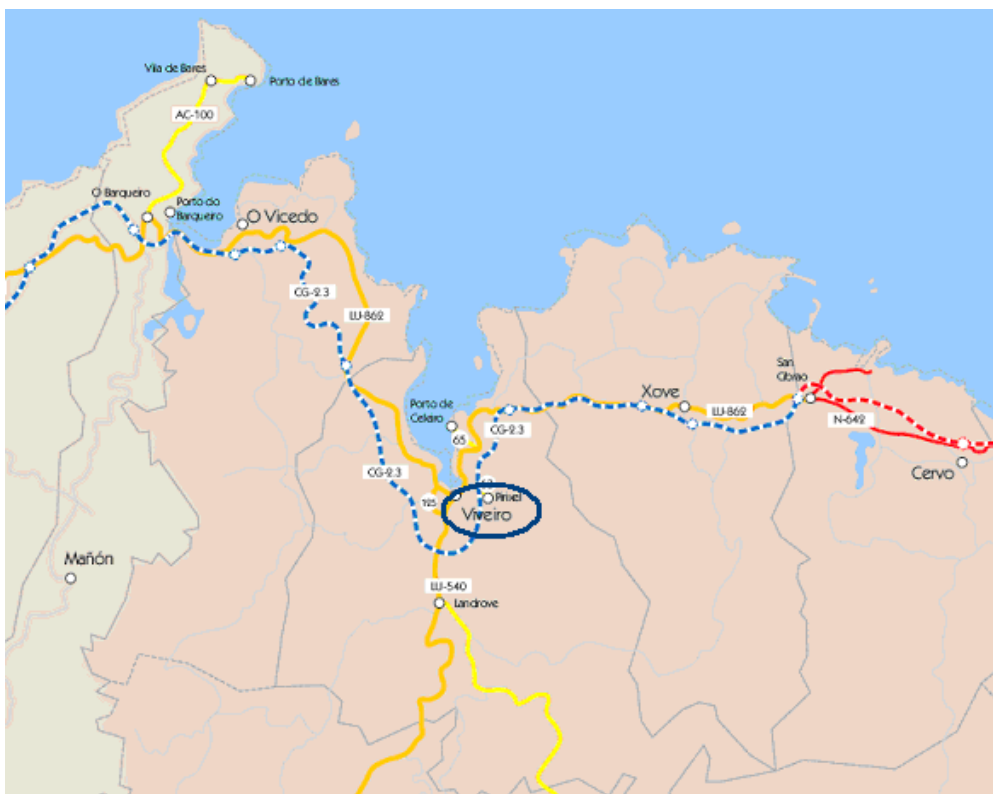 Vila de Bares
Porto de Bares
AC-100
Barqueiro
Porto do
Barqueiro
O Vicedo
CG-2.3
LU-862
San
Cibrao
Xove
LU-862
Porto de
Celeiro
N-642
65
CG-2.3
Cervo
CG-2.3
125
Viveiro
Mañón
LU-540
Landrove